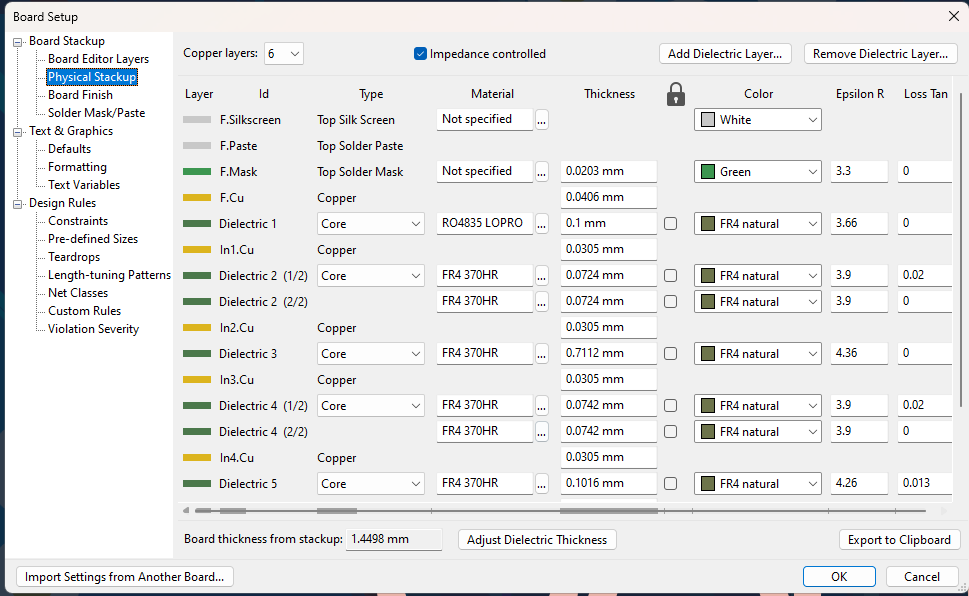 Board Setup
Board Stackup
Board Editor Layers
Physical Stackup
Board Finish
Solder Mask/Paste
Text & Graphics
Defaults
Formatting
Text Variables
Design Rules
Constraints
Pre-defined Sizes
Teardrops
Length-tuning Patterns
Net Classes
Custom Rules
Violation Severity
Copper layers: 6 Impedance controlled Add Dielectric Layer... Remove Dielectric Layer...
Layer Id Type Material Thickness Color Epsilon R Loss Tan
F.Silkscreen Top Silk Screen Not specified ... White
F.Paste Top Solder Paste
F.Mask Top Solder Mask Not specified ... 0.0203 mm Green 3.3 0
F.Cu Copper 0.0406 mm
Dielectric 1 Core RO4835 LOPRO ... 0.1 mm FR4 natural 3.66 0
In1.Cu Copper 0.0305 mm
Dielectric 2 (1/2) Core FR4 370HR ... 0.0724 mm FR4 natural 3.9 0.02
Dielectric 2 (2/2) FR4 370HR ... 0.0724 mm FR4 natural 3.9 0
In2.Cu Copper 0.0305 mm
Dielectric 3 Core FR4 370HR ... 0.7112 mm FR4 natural 4.36 0
In3.Cu Copper 0.0305 mm
Dielectric 4 (1/2) Core FR4 370HR ... 0.0742 mm FR4 natural 3.9 0.02
Dielectric 4 (2/2) FR4 370HR ... 0.0742 mm FR4 natural 3.9 0
In4.Cu Copper 0.0305 mm
Dielectric 5 Core FR4 370HR ... 0.1016 mm FR4 natural 4.26 0.013
Board thickness from stackup: 1.4498 mm Adjust Dielectric Thickness Export to Clipboard
Import Settings from Another Board... OK Cancel